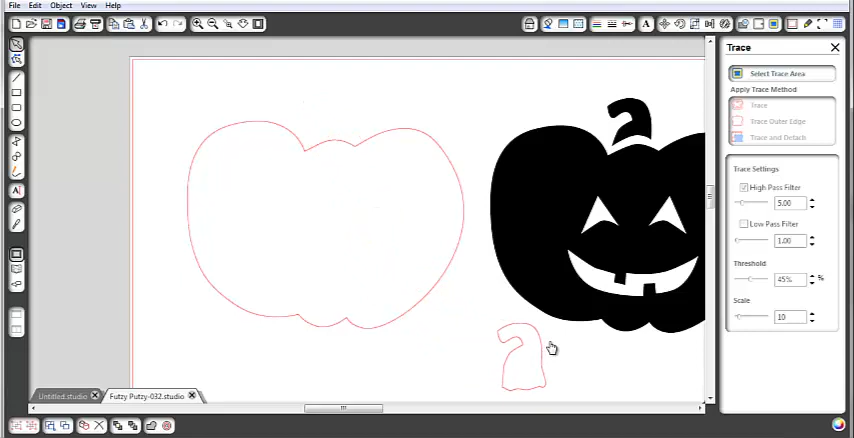 File Edit Object View Help
Trace
Select Trace Area
Apply Trace Method
Trace
Trace Outer Edge
Trace and Detach
Trace Settings
High Pass Filter
5.00
Low Pass Filter
1.00
Threshold
45% %
Scale
10
Untitled.studio
Futzy Putzy-032.studio